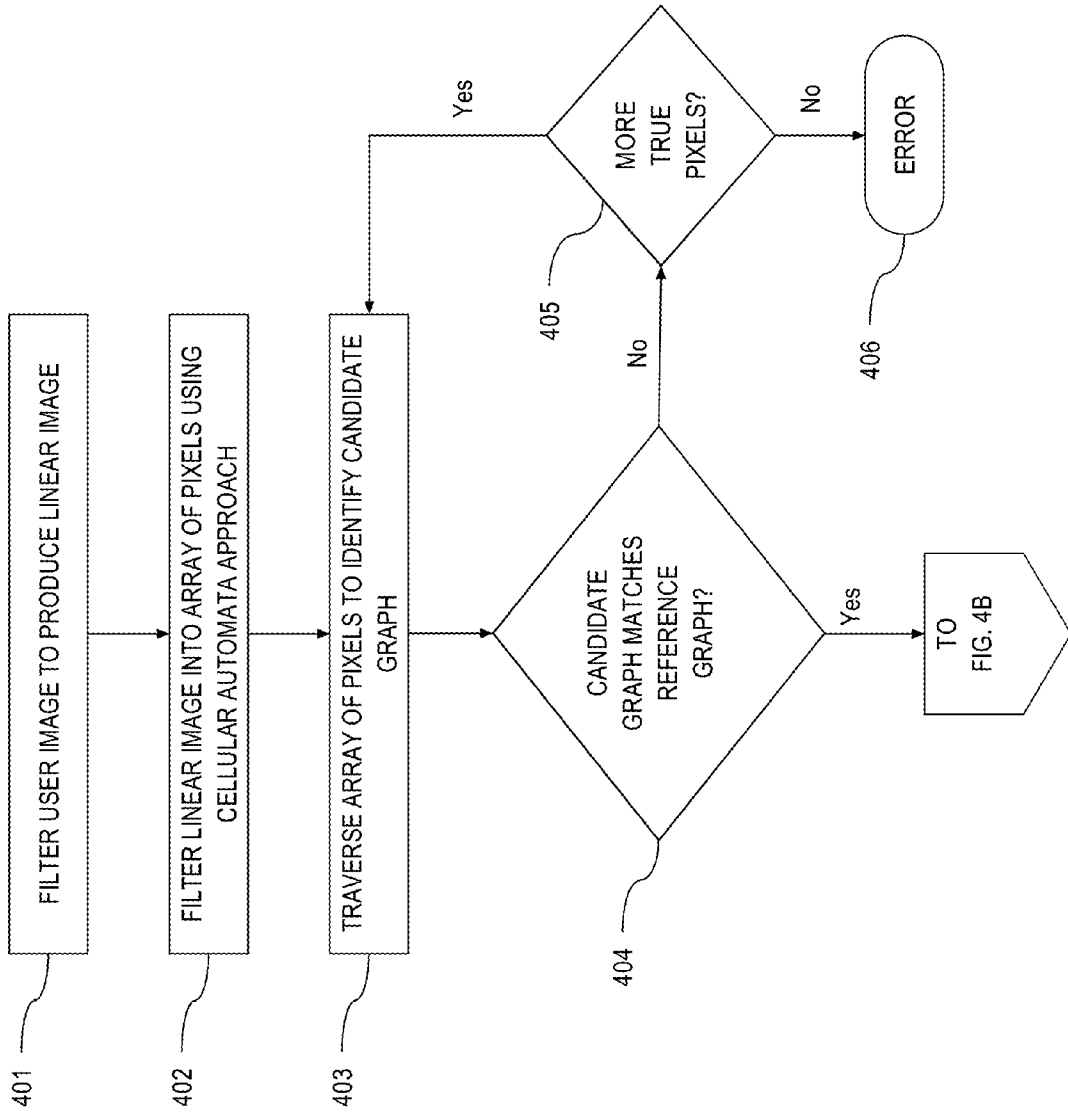 401
FILTER USER IMAGE TO PRODUCE LINEAR IMAGE
402
FILTER LINEAR IMAGE INTO ARRAY OF PIXELS USING
CELLULAR AUTOMATA APPROACH
403
TRAVERSE ARRAY OF PIXELS TO IDENTIFY CANDIDATE
GRAPH
404
CANDIDATE
GRAPH MATCHES
REFERENCE
GRAPH?
No
Yes
405
MORE
TRUE
PIXELS?
Yes
No
406
ERROR
TO
FIG. 4B